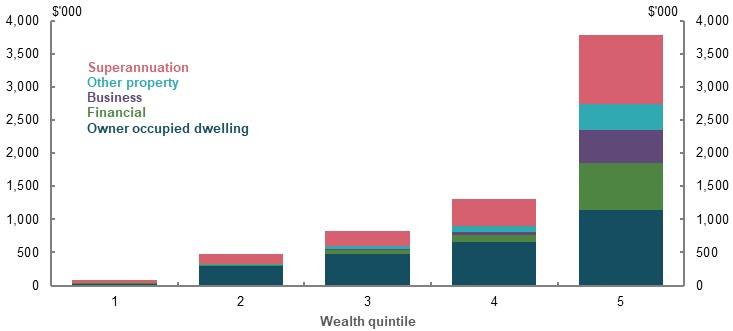 $'000 $'000
4,000 4,000
3,500 3,500
Superannuation
3,000 3,000
Other property
Business
2,500 2,500
Financial
Owner occupied dwelling
2,000 2,000
1,500 1,500
1,000 1,000
500 500
0 0
1 2 3 4 5
Wealth quintile